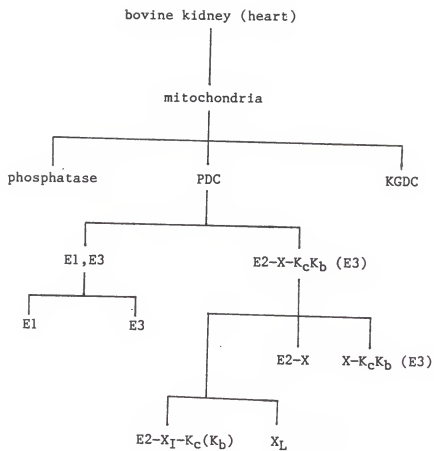 bovine kidney (heart)
mitochondria
phosphatase PDC KGDC
E1,E3 E2-X-KcKb (E3)
E1 E3
E2-X X-KcKb (E3)
E2-XI-Kc(Kb) XL